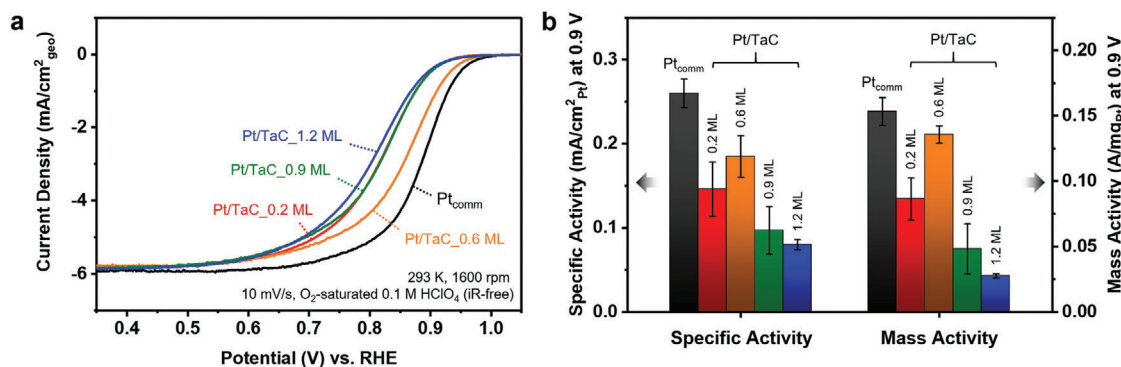 a
Current Density (mA/cm²geo)
0
-2
-4
-6
Pt/TaC_1.2 ML
Pt/TaC_0.9 ML
Pt/TaC_0.2 ML
Ptcomm
Pt/TaC_0.6 ML
293 K, 1600 rpm
10 mV/s, O₂-saturated 0.1 M HClO₄ (iR-free)
0.4 0.5 0.6 0.7 0.8 0.9 1.0
Potential (V) vs. RHE
b
Specific Activity (mA/cm²Pt) at 0.9 V
0.3
0.2
0.1
0.0
Pt/TaC
Ptcomm
0.2 ML
0.6 ML
0.9 ML
1.2 ML
Pt/TaC
Ptcomm
0.2 ML
0.6 ML
0.9 ML
1.2 ML
0.20
0.15
0.10
0.05
0.00
Mass Activity (A/mgPt) at 0.9 V
Specific Activity
Mass Activity